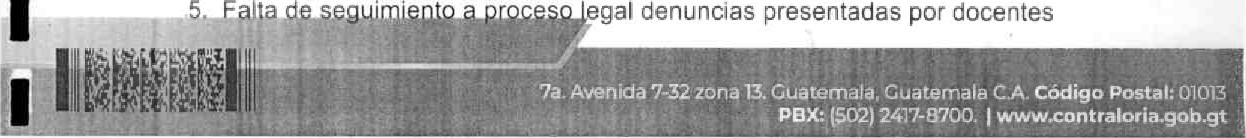 5. Falta de seguimiento a proceso legal denuncias presentadas por docentes
7a. Avenida 7-32 zona 13. Guatemala, Guatemala C.A. Código Postal: 01013
PBX: (502) 2417-8700. | www.contraloria.gob.gt